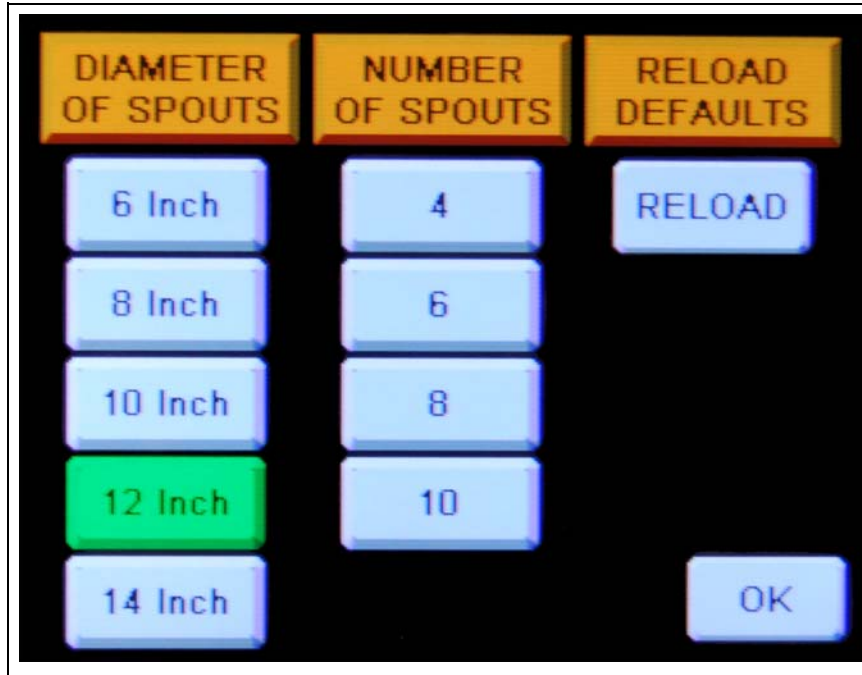 DIAMETER
OF SPOUTS
6 Inch
8 Inch
10 Inch
12 Inch
14 Inch
NUMBER
OF SPOUTS
4
6
8
10
RELOAD
DEFAULTS
RELOAD
OK